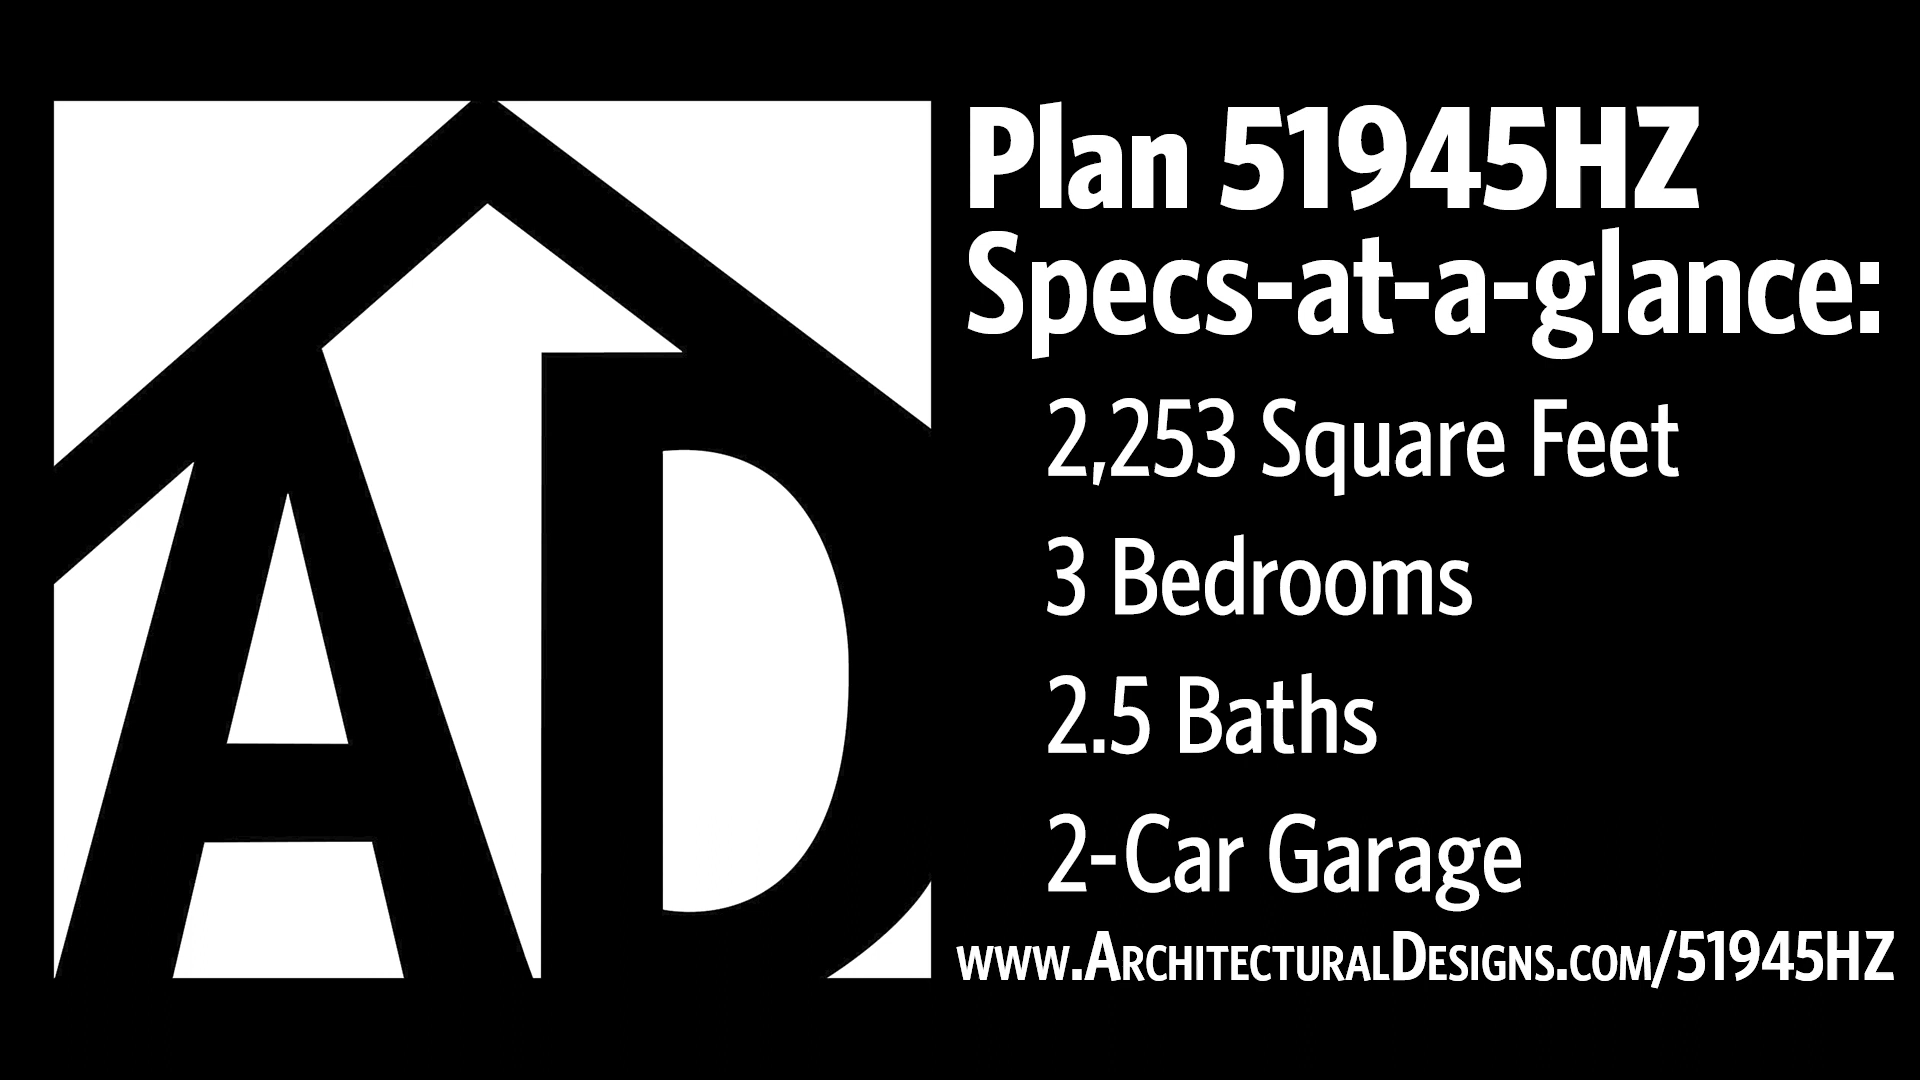 AD
Plan 51945HZ
Specs-at-a-glance:
2,253 Square Feet
3 Bedrooms
2.5 Baths
2-Car Garage
www.ArchitecturalDesigns.com/51945HZ